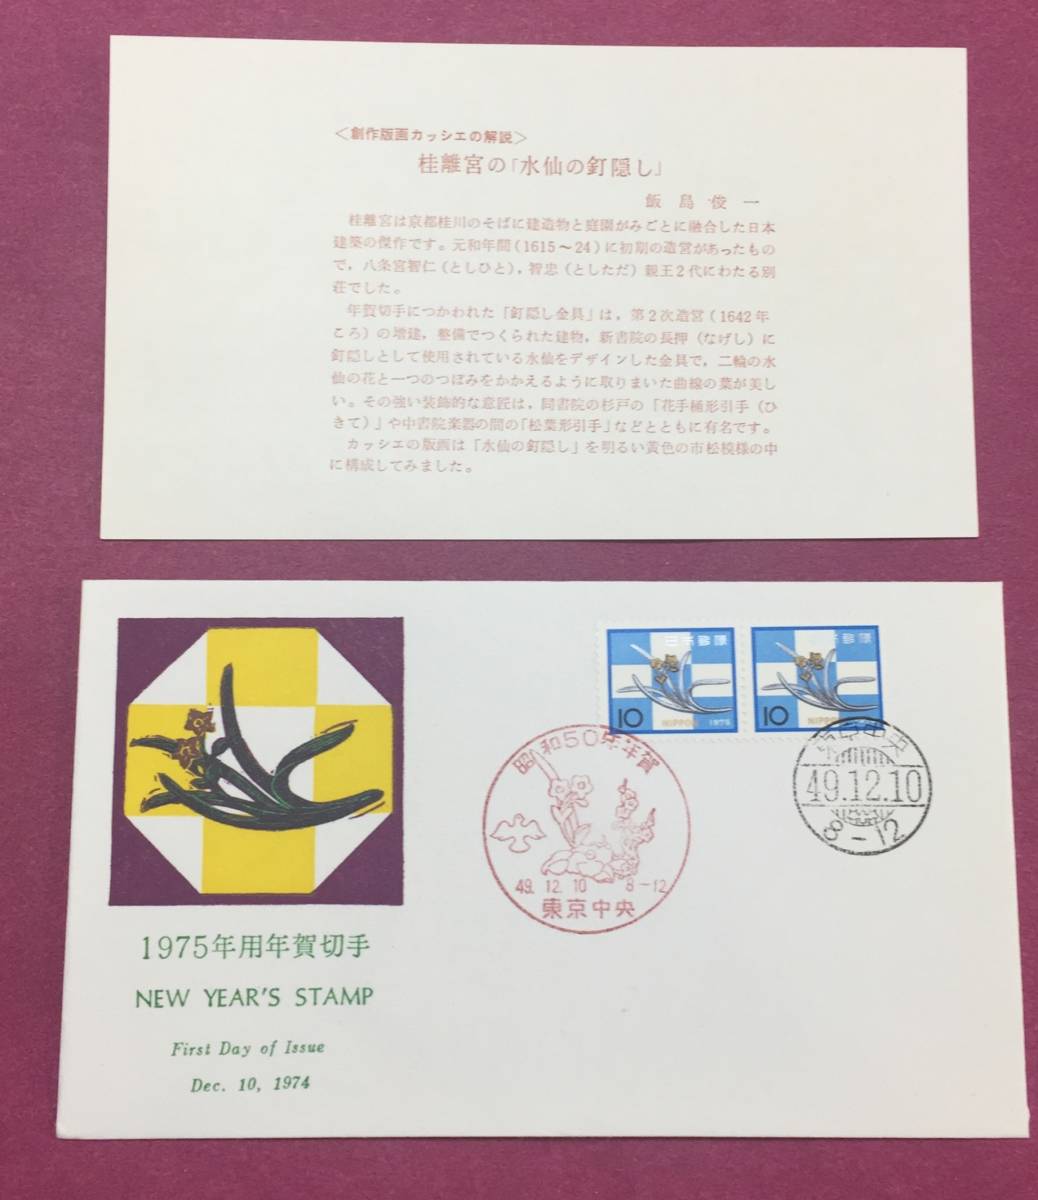 ＜創作版画カッシェの解説＞
桂離宮の「水仙の釘隠し」
飯島俊一
桂離宮は京都桂川のそばに建造物と庭園がみごとに融合した日本
建築の傑作です。元和年間（1615〜24）に初期の造営があったもの
で，八条宮智仁（としひと），智忠（としただ）親王2代にわたる別
荘でした。
年賀切手につかわれた「釘隠し金具」は，第2次造営（1642年
ころ）の増建，整備でつくられた建物，新書院の長押（なげし）に
釘隠しとして使用されている水仙をデザインした金具で，二輪の水
仙の花と一つのつぼみをかかえるように取りまいた曲線の葉が美し
い。その強い装飾的な意匠は，同書院の杉戸の「花手桶形引手（ひ
きて）」や中書院楽器の間の「松葉形引手」などとともに有名です。
カッシェの版画は「水仙の釘隠し」を明るい黄色の市松模様の中
に構成してみました。
日本郵便
10
NIPPON 1975
日本郵便
10
NIPPON
昭和50年年賀
49.12.10 8-12
東京中央
東京中央
49.12.10
8-12
1975年用年賀切手
NEW YEAR'S STAMP
First Day of Issue
Dec. 10, 1974